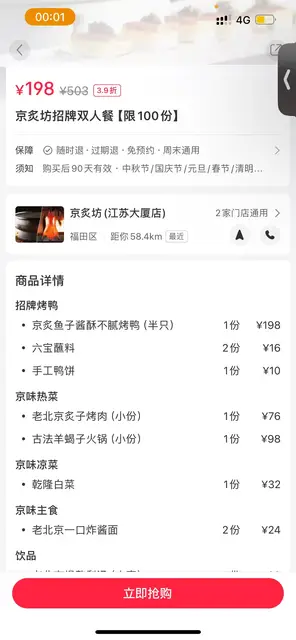 00:01
4G
¥198 ¥503 3.9折
京炙坊招牌双人餐【限100份】
保障 随时退 · 过期退 · 免预约 · 周末通用
须知 购买后90天有效 · 中秋节/国庆节/元旦/春节/清明...
京炙坊 (江苏大厦店) 2家门店通用
福田区 距你58.4km 最近
商品详情
招牌烤鸭
• 京炙鱼子酱酥不腻烤鸭 (半只) 1份 ¥198
• 六宝蘸料 2份 ¥16
• 手工鸭饼 1份 ¥10
京味热菜
• 老北京炙子烤肉 (小份) 1份 ¥76
• 古法羊蝎子火锅 (小份) 1份 ¥98
京味凉菜
• 乾隆白菜 1份 ¥32
京味主食
• 老北京一口炸酱面 2份 ¥24
饮品
立即抢购